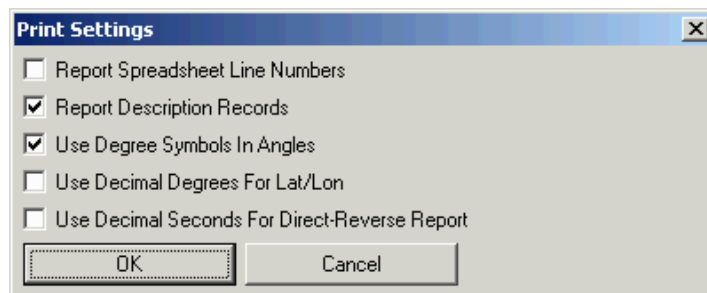 Print Settings
Report Spreadsheet Line Numbers
Report Description Records
Use Degree Symbols In Angles
Use Decimal Degrees For Lat/Lon
Use Decimal Seconds For Direct-Reverse Report
OK Cancel